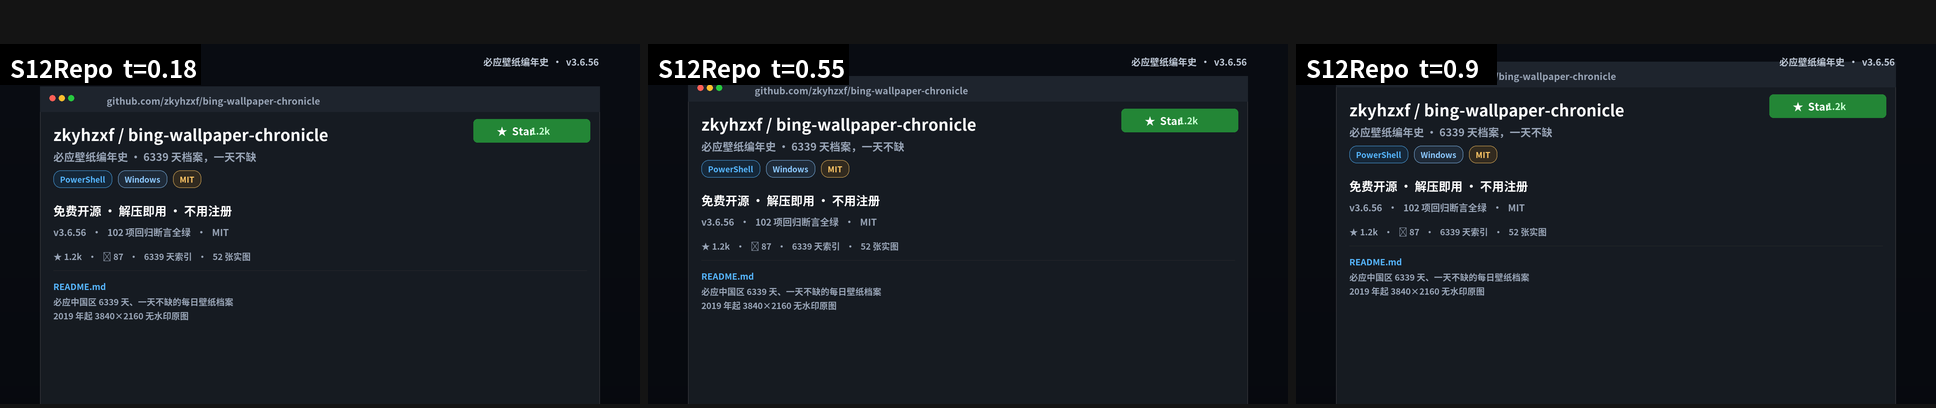 S12Repo t=0.18
必应壁纸编年史 • v3.6.56
github.com/zkyhzxf/bing-wallpaper-chronicle
zkyhzxf / bing-wallpaper-chronicle
★ Star 1.2k
必应壁纸编年史 • 6339 天档案，一天不缺
PowerShell Windows MIT
免费开源 • 解压即用 • 不用注册
v3.6.56 • 102 项回归断言全绿 • MIT
★ 1.2k • 87 • 6339 天索引 • 52 张实图
README.md
必应中国区 6339 天、一天不缺的每日壁纸档案
2019 年起 3840×2160 无水印原图
S12Repo t=0.55
必应壁纸编年史 • v3.6.56
github.com/zkyhzxf/bing-wallpaper-chronicle
zkyhzxf / bing-wallpaper-chronicle
★ Star 1.2k
必应壁纸编年史 • 6339 天档案，一天不缺
PowerShell Windows MIT
免费开源 • 解压即用 • 不用注册
v3.6.56 • 102 项回归断言全绿 • MIT
★ 1.2k • 87 • 6339 天索引 • 52 张实图
README.md
必应中国区 6339 天、一天不缺的每日壁纸档案
2019 年起 3840×2160 无水印原图
S12Repo t=0.9
必应壁纸编年史 • v3.6.56
/bing-wallpaper-chronicle
zkyhzxf / bing-wallpaper-chronicle
★ Star 1.2k
必应壁纸编年史 • 6339 天档案，一天不缺
PowerShell Windows MIT
免费开源 • 解压即用 • 不用注册
v3.6.56 • 102 项回归断言全绿 • MIT
★ 1.2k • 87 • 6339 天索引 • 52 张实图
README.md
必应中国区 6339 天、一天不缺的每日壁纸档案
2019 年起 3840×2160 无水印原图